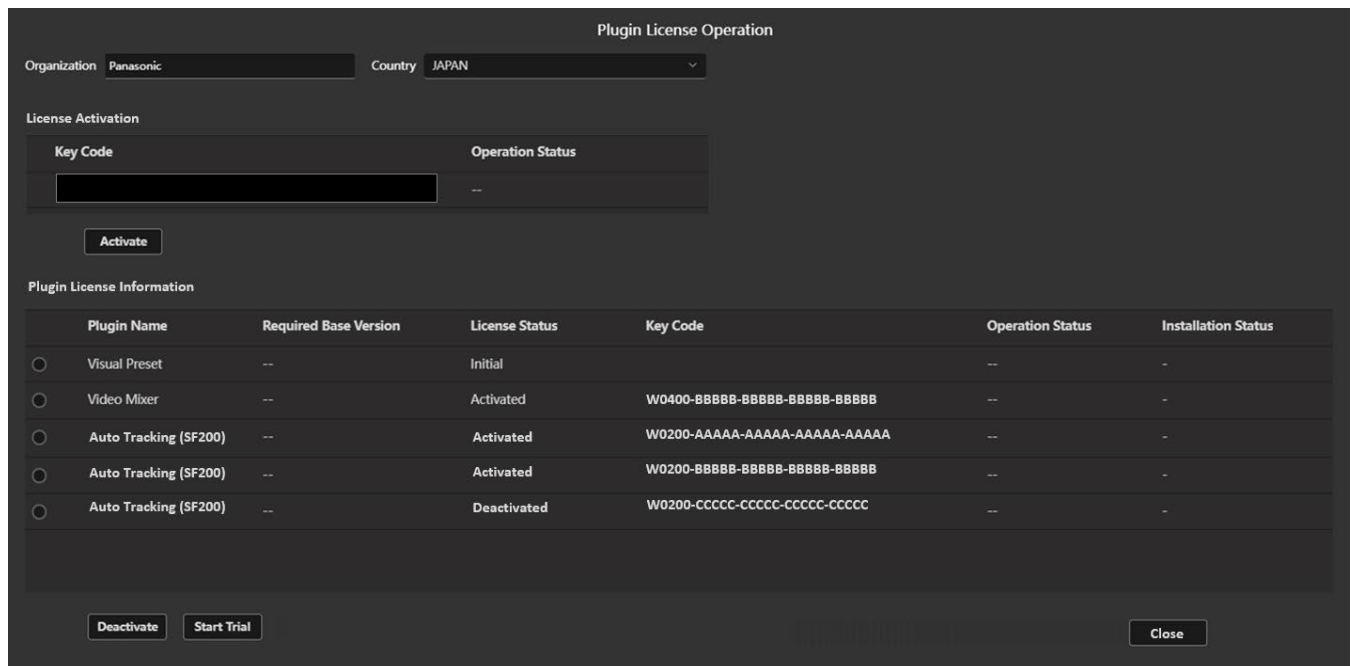 Plugin License Operation
Organization Panasonic Country JAPAN
License Activation
Key Code Operation Status
--
Activate
Plugin License Information
Plugin Name Required Base Version License Status Key Code Operation Status Installation Status
Visual Preset -- Initial -- -
Video Mixer -- Activated W0400-BBBBB-BBBBB-BBBBB-BBBBB -- -
Auto Tracking (SF200) -- Activated W0200-AAAAA-AAAAA-AAAAA-AAAAA -- -
Auto Tracking (SF200) -- Activated W0200-BBBBB-BBBBB-BBBBB-BBBBB -- -
Auto Tracking (SF200) -- Deactivated W0200-CCCCC-CCCCC-CCCCC-CCCCC -- -
Deactivate Start Trial Close